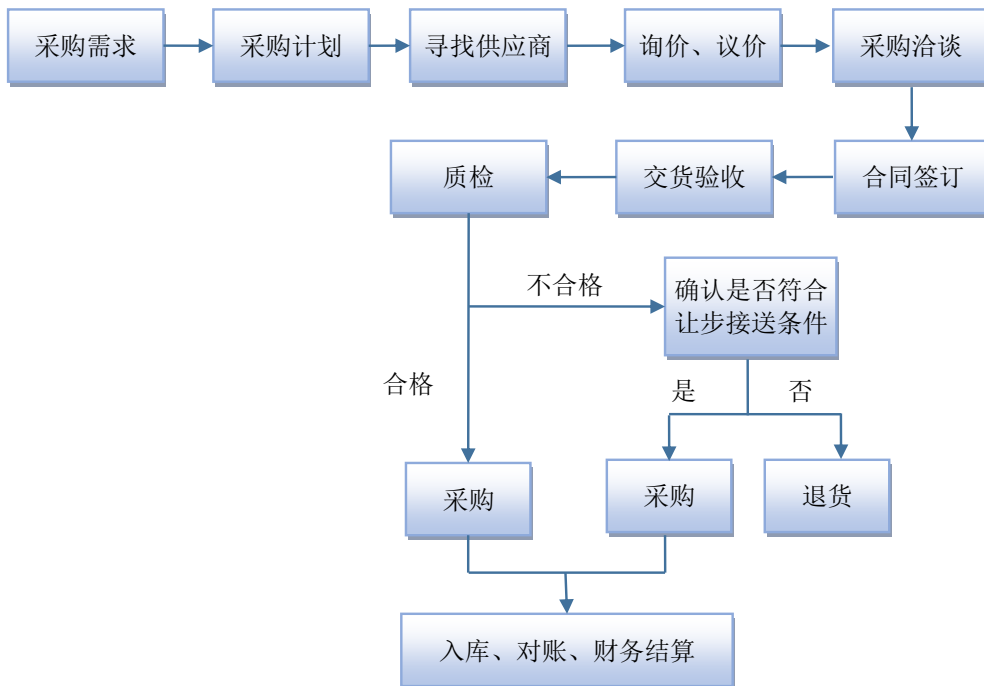 采购需求
采购计划
寻找供应商
询价、议价
采购洽谈
质检
交货验收
合同签订
不合格
确认是否符合
让步接送条件
合格
是
否
采购
采购
退货
入库、对账、财务结算